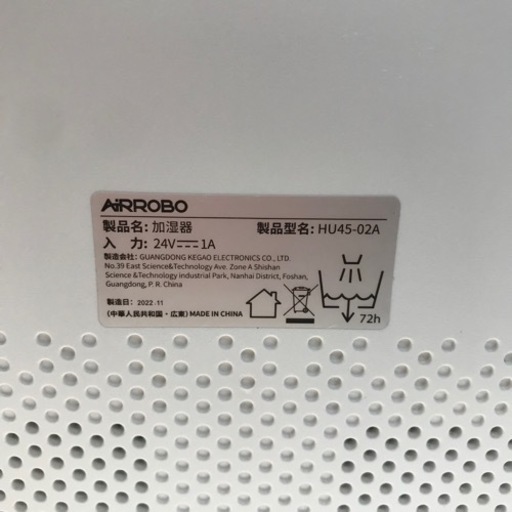 AiRROBO
製品名: 加湿器 製品型名: HU45-02A
入 力: 24V⎓1A
製造会社: GUANGDONG KEGAO ELECTRONICS CO., LTD.
No.39 East Science&Technology Ave. Zone A Shishan
Science &Technology industrial Park, Nanhai District, Foshan,
Guangdong, P. R. China
製造日: 2022 11
(中華人民共和国・広東) MADE IN CHINA
72h